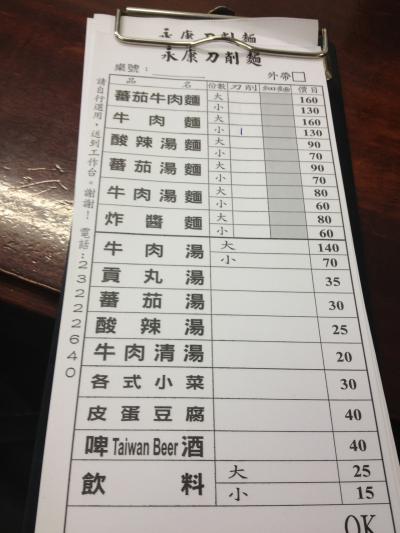 永康刀削麵
永康刀削麵
桌號：
外帶
品 名 份數 刀削 細麵 價目
蕃茄牛肉麵 大 160
小 130
牛肉麵 大 160
小 1 130
酸辣湯麵 大 90
小 70
蕃茄湯麵 大 90
小 70
牛肉湯麵 大 80
小 60
炸醬麵 大 80
小 60
牛肉湯 大 140
小 70
貢丸湯 35
蕃茄湯 30
酸辣湯 25
牛肉清湯 20
各式小菜 30
皮蛋豆腐 40
啤 Taiwan Beer 酒 40
飲料 大 25
小 15
OK
請自行選用，送到工作台。謝謝！ 電話：23222640